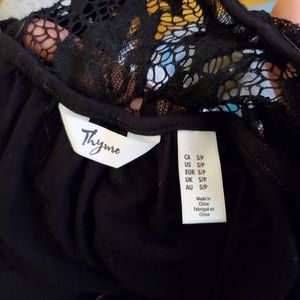 Thyme
CA S/P
US S/P
EUR S/P
UK S/P
AU S/P
Made in
China
Fabriqué en
Chine